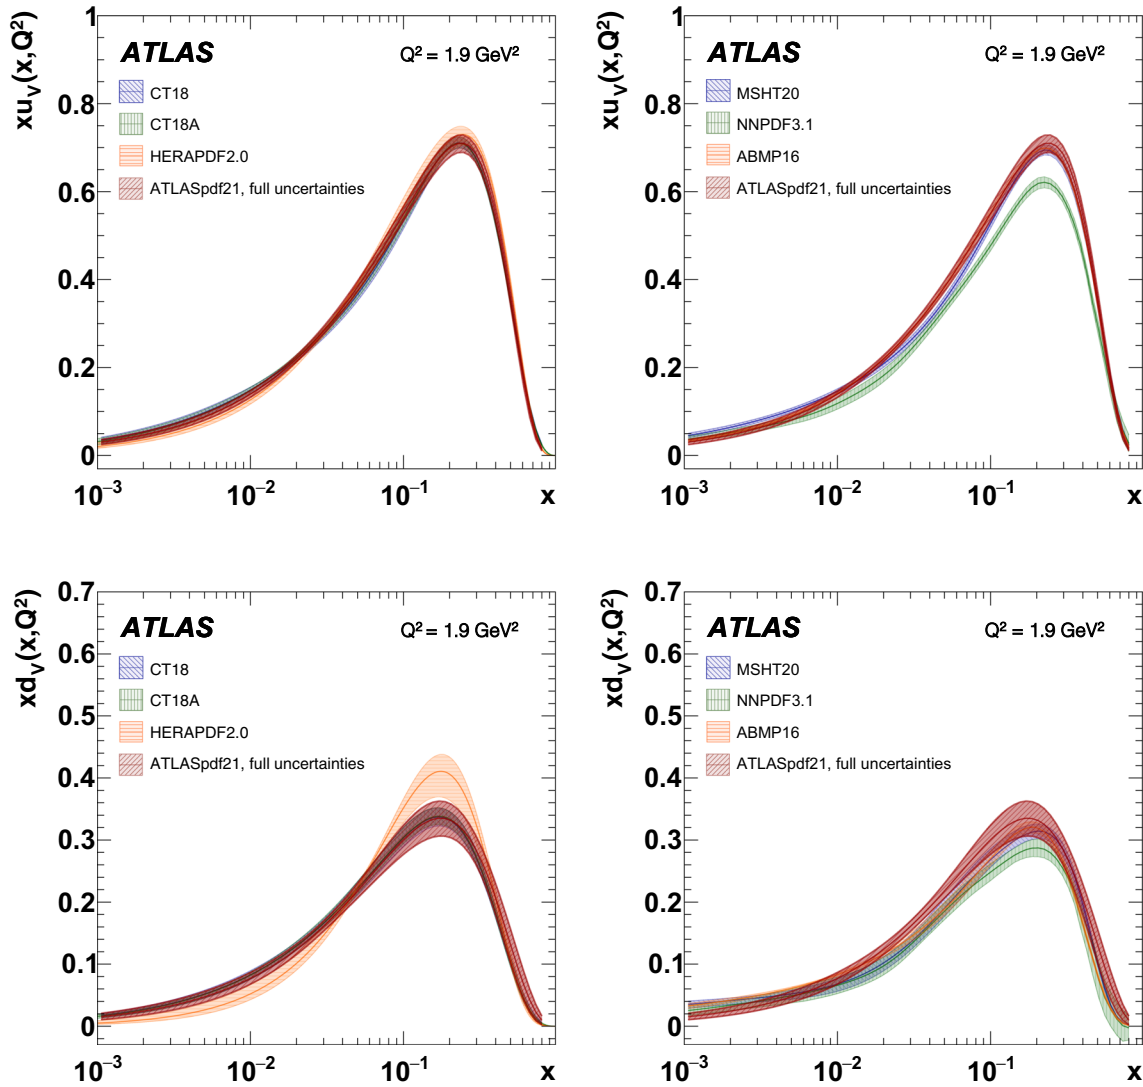 xu_V(x,Q²)
1
0.8
0.6
0.4
0.2
0
ATLAS
Q² = 1.9 GeV²
CT18
CT18A
HERAPDF2.0
ATLASpdf21, full uncertainties
10⁻³
10⁻²
10⁻¹
x
xu_V(x,Q²)
1
0.8
0.6
0.4
0.2
0
ATLAS
Q² = 1.9 GeV²
MSHT20
NNPDF3.1
ABMP16
ATLASpdf21, full uncertainties
10⁻³
10⁻²
10⁻¹
x
xd_V(x,Q²)
0.7
0.6
0.5
0.4
0.3
0.2
0.1
0
ATLAS
Q² = 1.9 GeV²
CT18
CT18A
HERAPDF2.0
ATLASpdf21, full uncertainties
10⁻³
10⁻²
10⁻¹
x
xd_V(x,Q²)
0.7
0.6
0.5
0.4
0.3
0.2
0.1
0
ATLAS
Q² = 1.9 GeV²
MSHT20
NNPDF3.1
ABMP16
ATLASpdf21, full uncertainties
10⁻³
10⁻²
10⁻¹
x